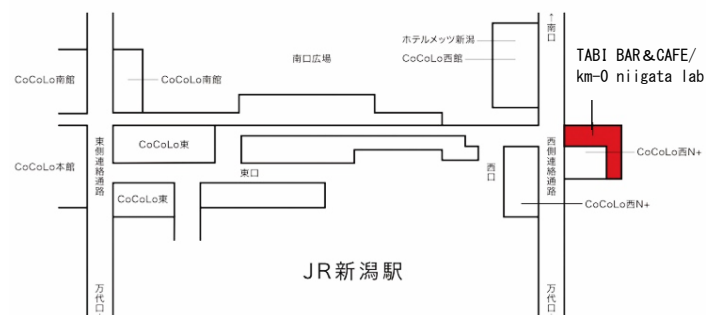 ↑南口
ホテルメッツ新潟
CoCoLo西館
南口広場
TABI BAR&CAFE/
km-0 niigata lab
CoCoLo南館
CoCoLo南館
CoCoLo東
東側連絡通路
西側連絡通路
CoCoLo西N+
CoCoLo本館
東口
西口
CoCoLo東
CoCoLo西N+
JR新潟駅
万代口↓
万代口↓